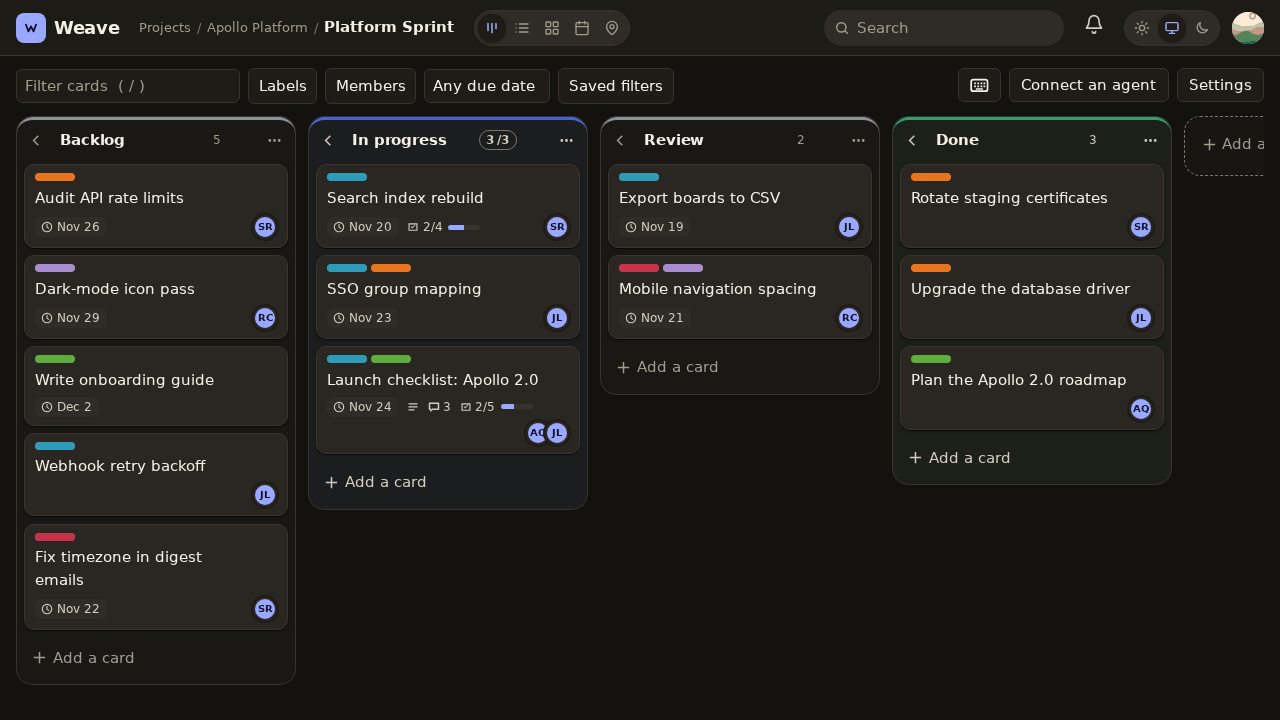 Weave
Projects / Apollo Platform / Platform Sprint
Search
Filter cards ( / )
Labels
Members
Any due date
Saved filters
Connect an agent
Settings
Backlog 5
Audit API rate limits
Nov 26
SR
Dark-mode icon pass
Nov 29
RC
Write onboarding guide
Dec 2
Webhook retry backoff
JL
Fix timezone in digest
emails
Nov 22
SR
Add a card
In progress 3/3
Search index rebuild
Nov 20 2/4
SR
SSO group mapping
Nov 23
JL
Launch checklist: Apollo 2.0
Nov 24 3 2/5
AQ JL
Add a card
Review 2
Export boards to CSV
Nov 19
JL
Mobile navigation spacing
Nov 21
RC
Add a card
Done 3
Rotate staging certificates
SR
Upgrade the database driver
JL
Plan the Apollo 2.0 roadmap
AQ
Add a card
Add a